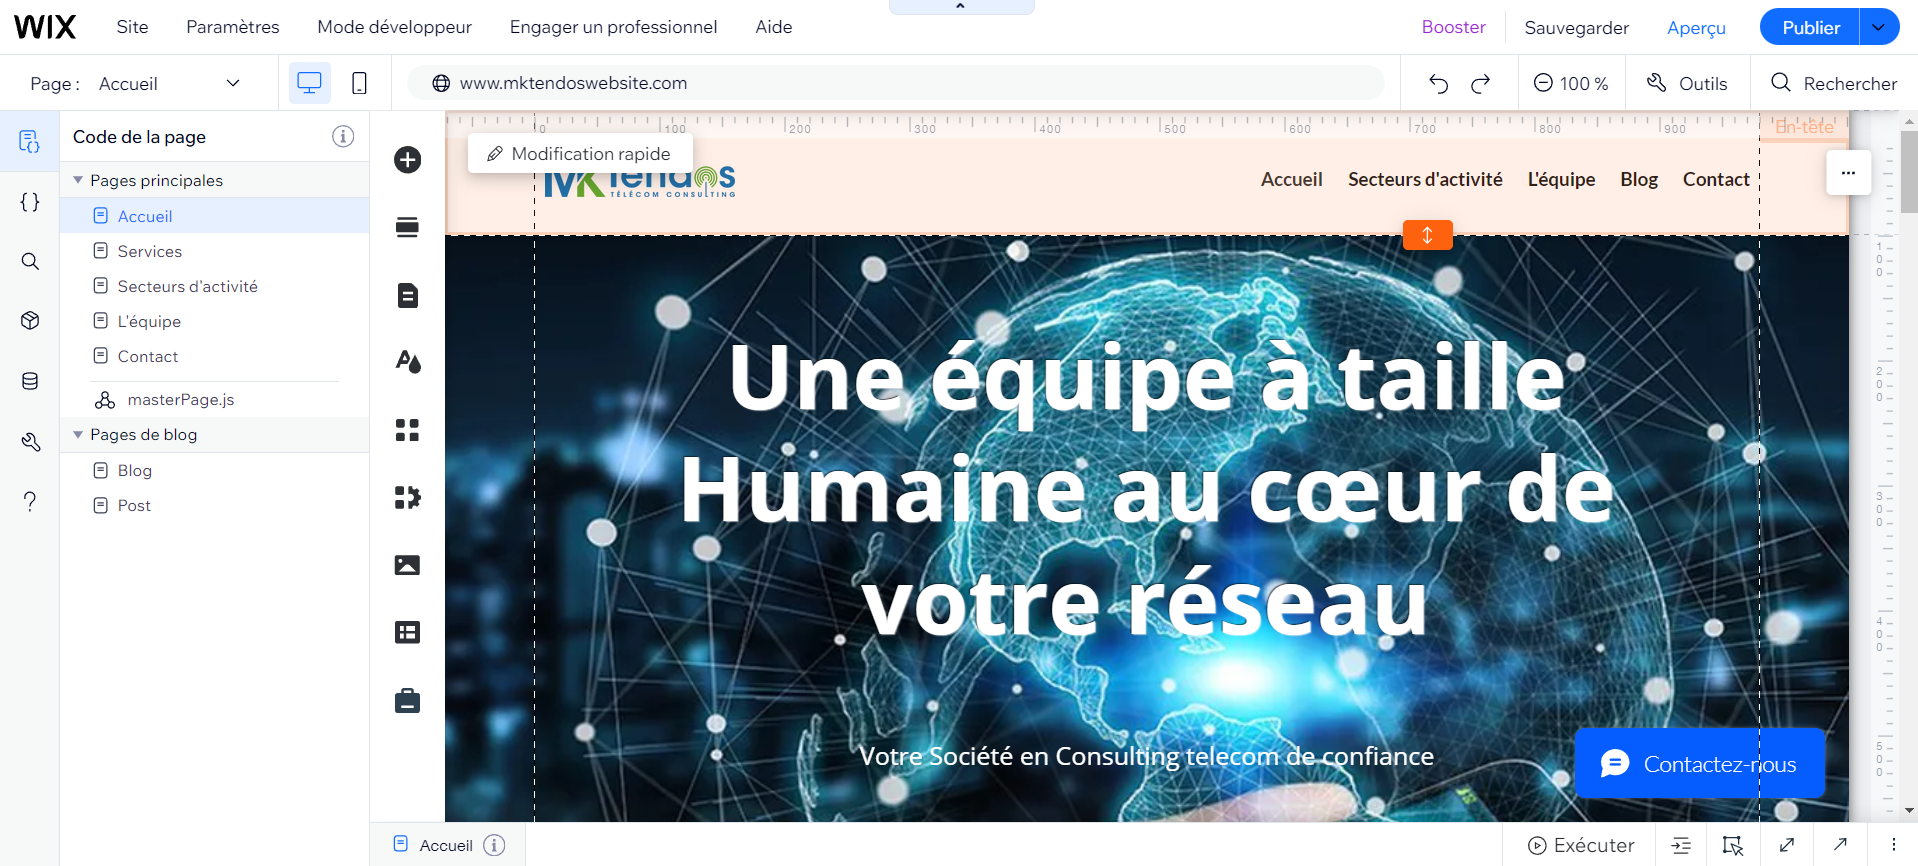 WIX Site Paramètres Mode développeur Engager un professionnel Aide Booster Sauvegarder Aperçu Publier
Page : Accueil www.mktendoswebsite.com 100 % Outils Rechercher
Code de la page
Pages principales
Accueil
Services
Secteurs d'activité
L'équipe
Contact
masterPage.js
Pages de blog
Blog
Post
0 100 200 300 400 500 600 700 800 900
En-tête
Modification rapide
MKTendos
TÉLÉCOM CONSULTING
Accueil Secteurs d'activité L'équipe Blog Contact
Une équipe à taille
Humaine au cœur de
votre réseau
Votre Société en Consulting telecom de confiance
Contactez-nous
100
200
300
400
500
Accueil
Exécuter